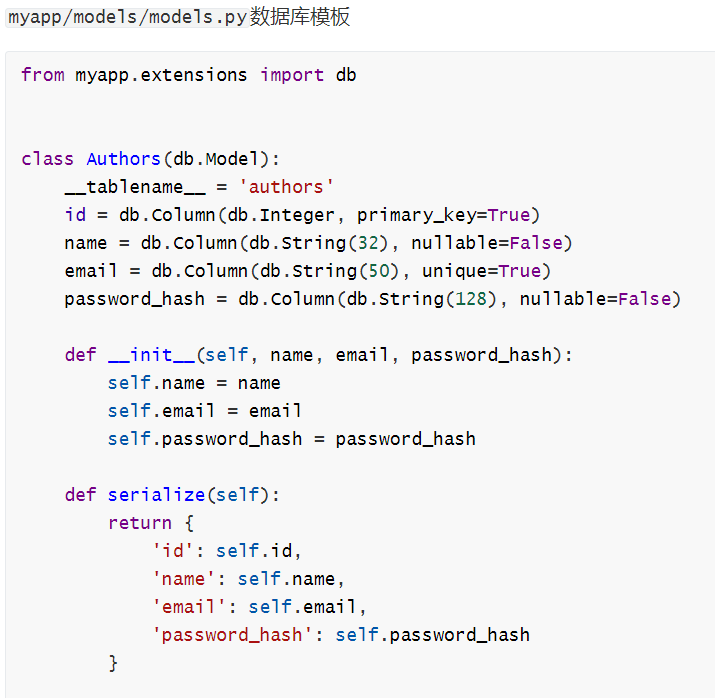 myapp/models/models.py数据库模板
from myapp.extensions import db
class Authors(db.Model):
    __tablename__ = 'authors'
    id = db.Column(db.Integer, primary_key=True)
    name = db.Column(db.String(32), nullable=False)
    email = db.Column(db.String(50), unique=True)
    password_hash = db.Column(db.String(128), nullable=False)
    def __init__(self, name, email, password_hash):
        self.name = name
        self.email = email
        self.password_hash = password_hash
    def serialize(self):
        return {
            'id': self.id,
            'name': self.name,
            'email': self.email,
            'password_hash': self.password_hash
        }